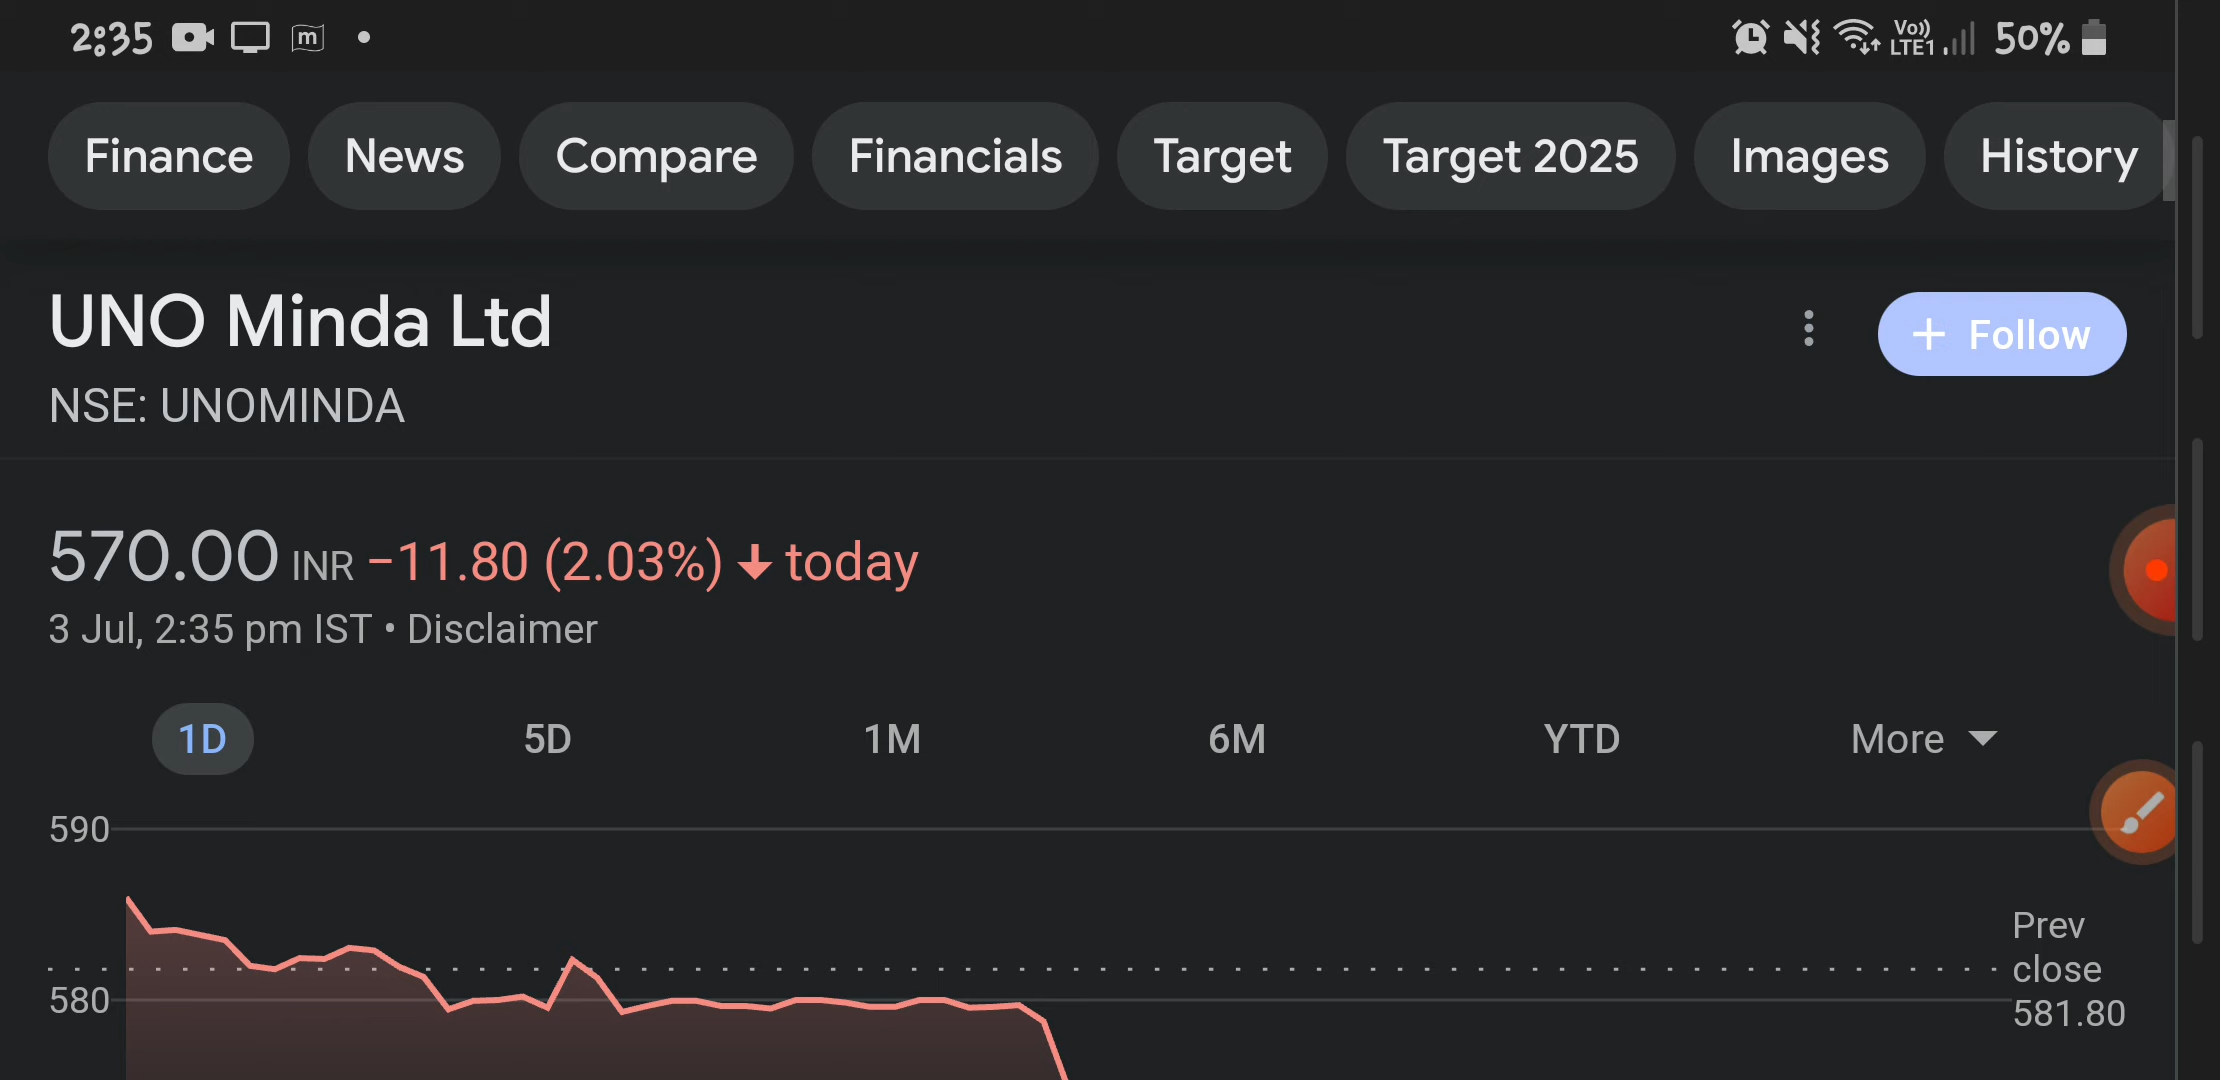 2:35 m Vo)) LTE1 50%
Finance News Compare Financials Target Target 2025 Images History
UNO Minda Ltd
+ Follow
NSE: UNOMINDA
570.00 INR −11.80 (2.03%) ↓ today
3 Jul, 2:35 pm IST • Disclaimer
1D 5D 1M 6M YTD More
590
Prev
close
581.80
580